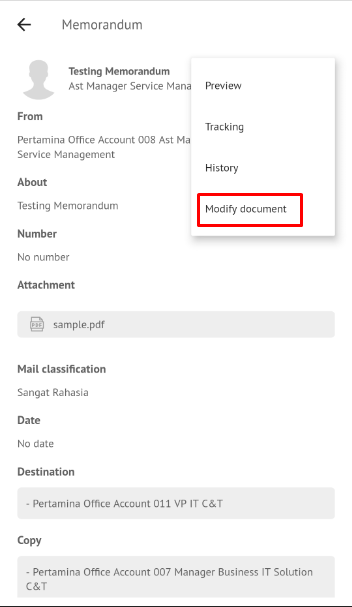 Memorandum
Testing Memorandum
Ast Manager Service Mana
Preview
Tracking
History
Modify document
From
Pertamina Office Account 008 Ast Ma
Service Management
About
Testing Memorandum
Number
No number
Attachment
PDF
sample.pdf
Mail classification
Sangat Rahasia
Date
No date
Destination
- Pertamina Office Account 011 VP IT C&T
Copy
- Pertamina Office Account 007 Manager Business IT Solution
C&T